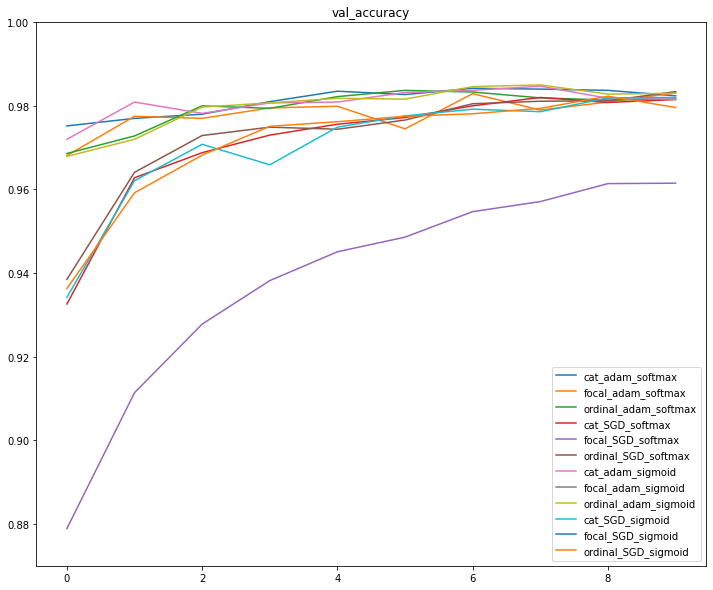 val_accuracy
1.00
0.98
0.96
0.94
0.92
0.90
0.88
0 2 4 6 8
cat_adam_softmax
focal_adam_softmax
ordinal_adam_softmax
cat_SGD_softmax
focal_SGD_softmax
ordinal_SGD_softmax
cat_adam_sigmoid
focal_adam_sigmoid
ordinal_adam_sigmoid
cat_SGD_sigmoid
focal_SGD_sigmoid
ordinal_SGD_sigmoid